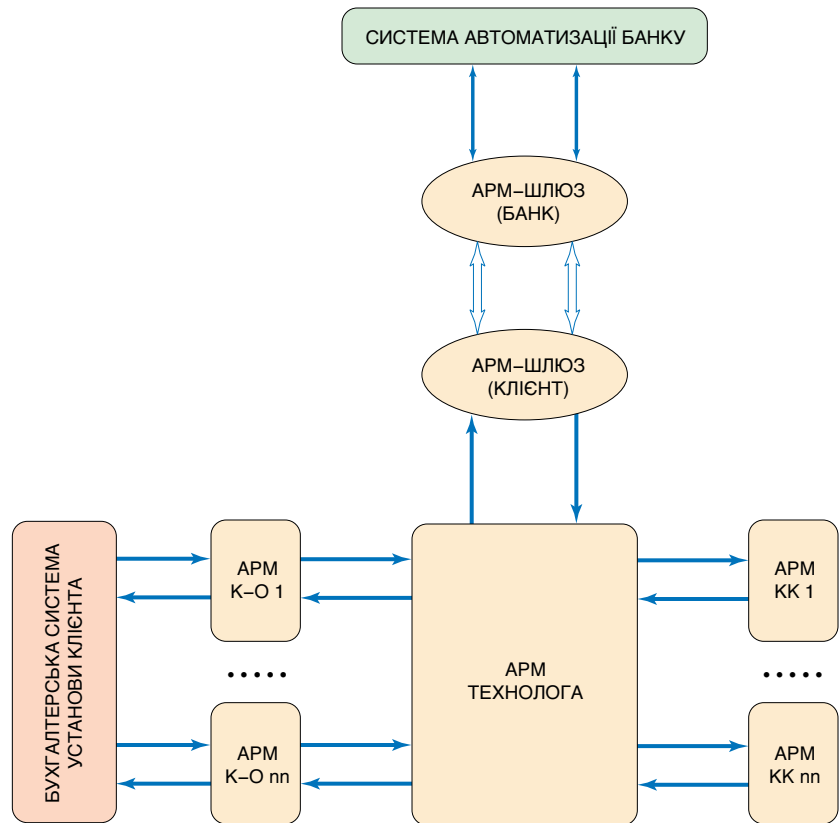 СИСТЕМА АВТОМАТИЗАЦІЇ БАНКУ
АРМ–ШЛЮЗ
(БАНК)
АРМ–ШЛЮЗ
(КЛІЄНТ)
БУХГАЛТЕРСЬКА СИСТЕМА
УСТАНОВИ КЛІЄНТА
АРМ
К–О 1
АРМ
КК 1
.....
АРМ
ТЕХНОЛОГА
.....
АРМ
К–О nn
АРМ
КК nn